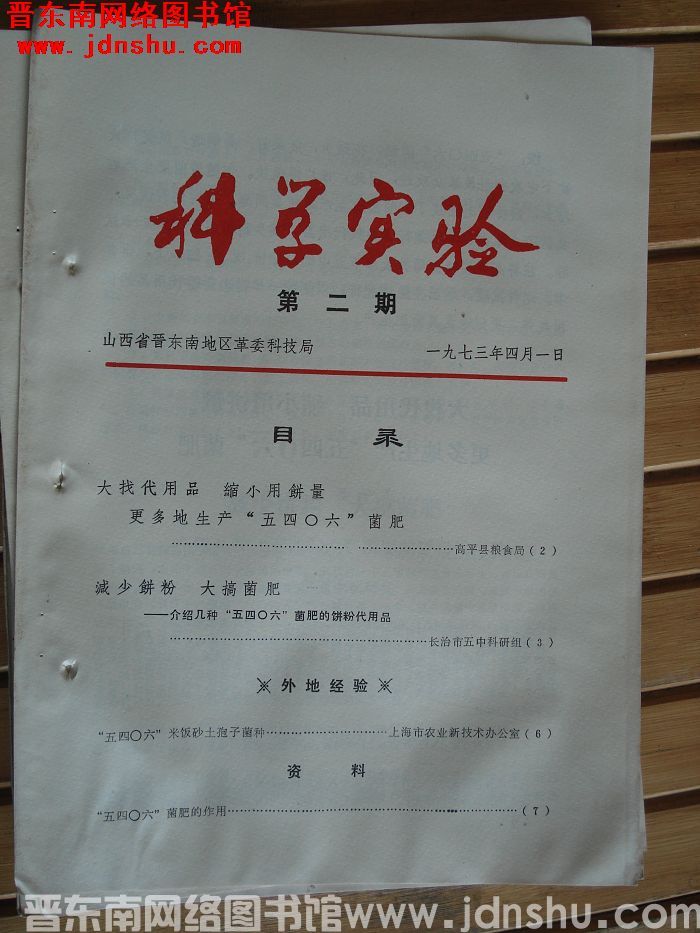 晋东南网络图书馆
www.jdnshu.com
科学实验
第二期
山西省晋东南地区革委科技局 一九七三年四月一日
目录
大找代用品 缩小用餅量
更多地生产“五四〇六”菌肥
高平县粮食局(2)
減少餅粉 大搞菌肥
——介绍几种“五四〇六”菌肥的饼粉代用品
长治市五中科研组(3)
※外地经验※
“五四〇六”米饭砂土孢子菌种…………上海市农业新技术办公室(6)
资料
“五四〇六”菌肥的作用…………(7)
晋东南网络图书馆www.jdnshu.com